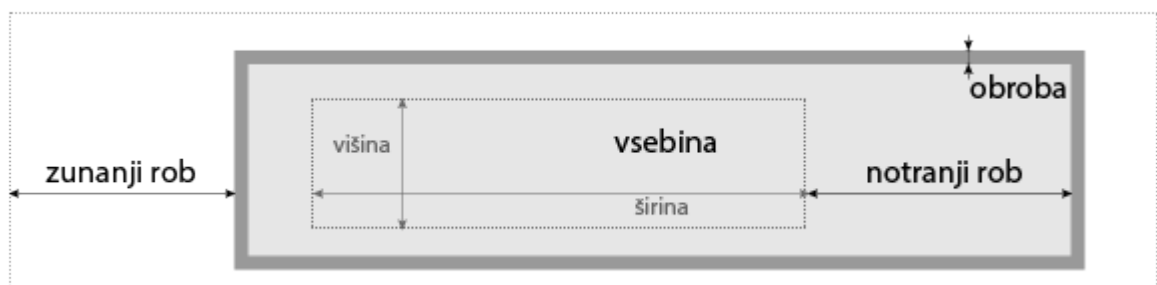 obroba
višina
vsebina
zunanji rob
notranji rob
širina